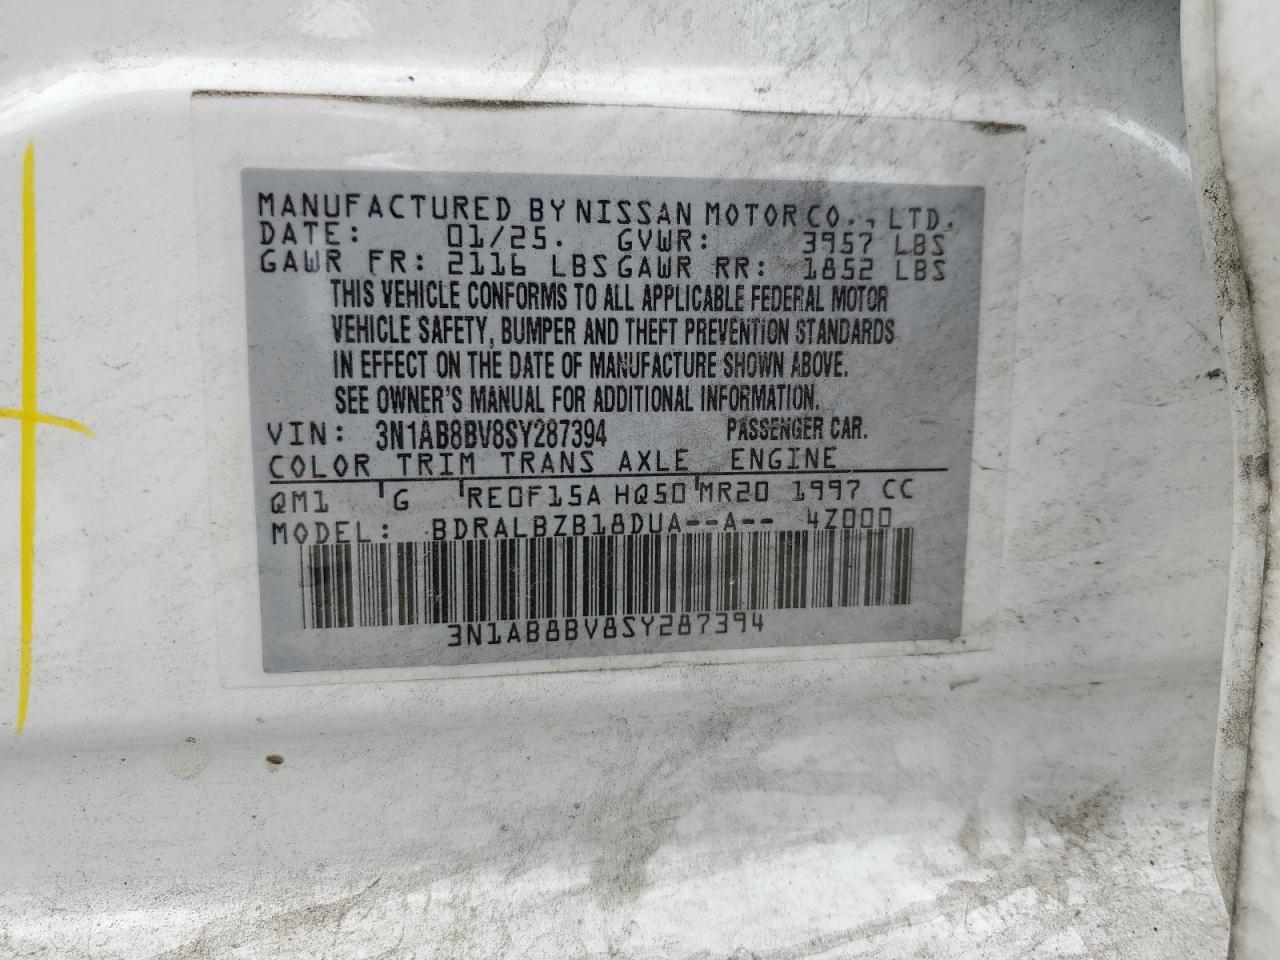 MANUFACTURED BY NISSAN MOTOR CO., LTD.
DATE: 01/25. GVWR: 3957 LBS
GAWR FR: 2116 LBS GAWR RR: 1852 LBS
THIS VEHICLE CONFORMS TO ALL APPLICABLE FEDERAL MOTOR
VEHICLE SAFETY, BUMPER AND THEFT PREVENTION STANDARDS
IN EFFECT ON THE DATE OF MANUFACTURE SHOWN ABOVE.
SEE OWNER'S MANUAL FOR ADDITIONAL INFORMATION.
VIN: 3N1AB8BV8SY287394 PASSENGER CAR.
COLOR TRIM TRANS AXLE ENGINE
QM1 G RE0F15A HQ50 MR20 1997 CC
MODEL: BDRALBZB18DUA--A-- 4Z000
3N1AB8BV8SY287394